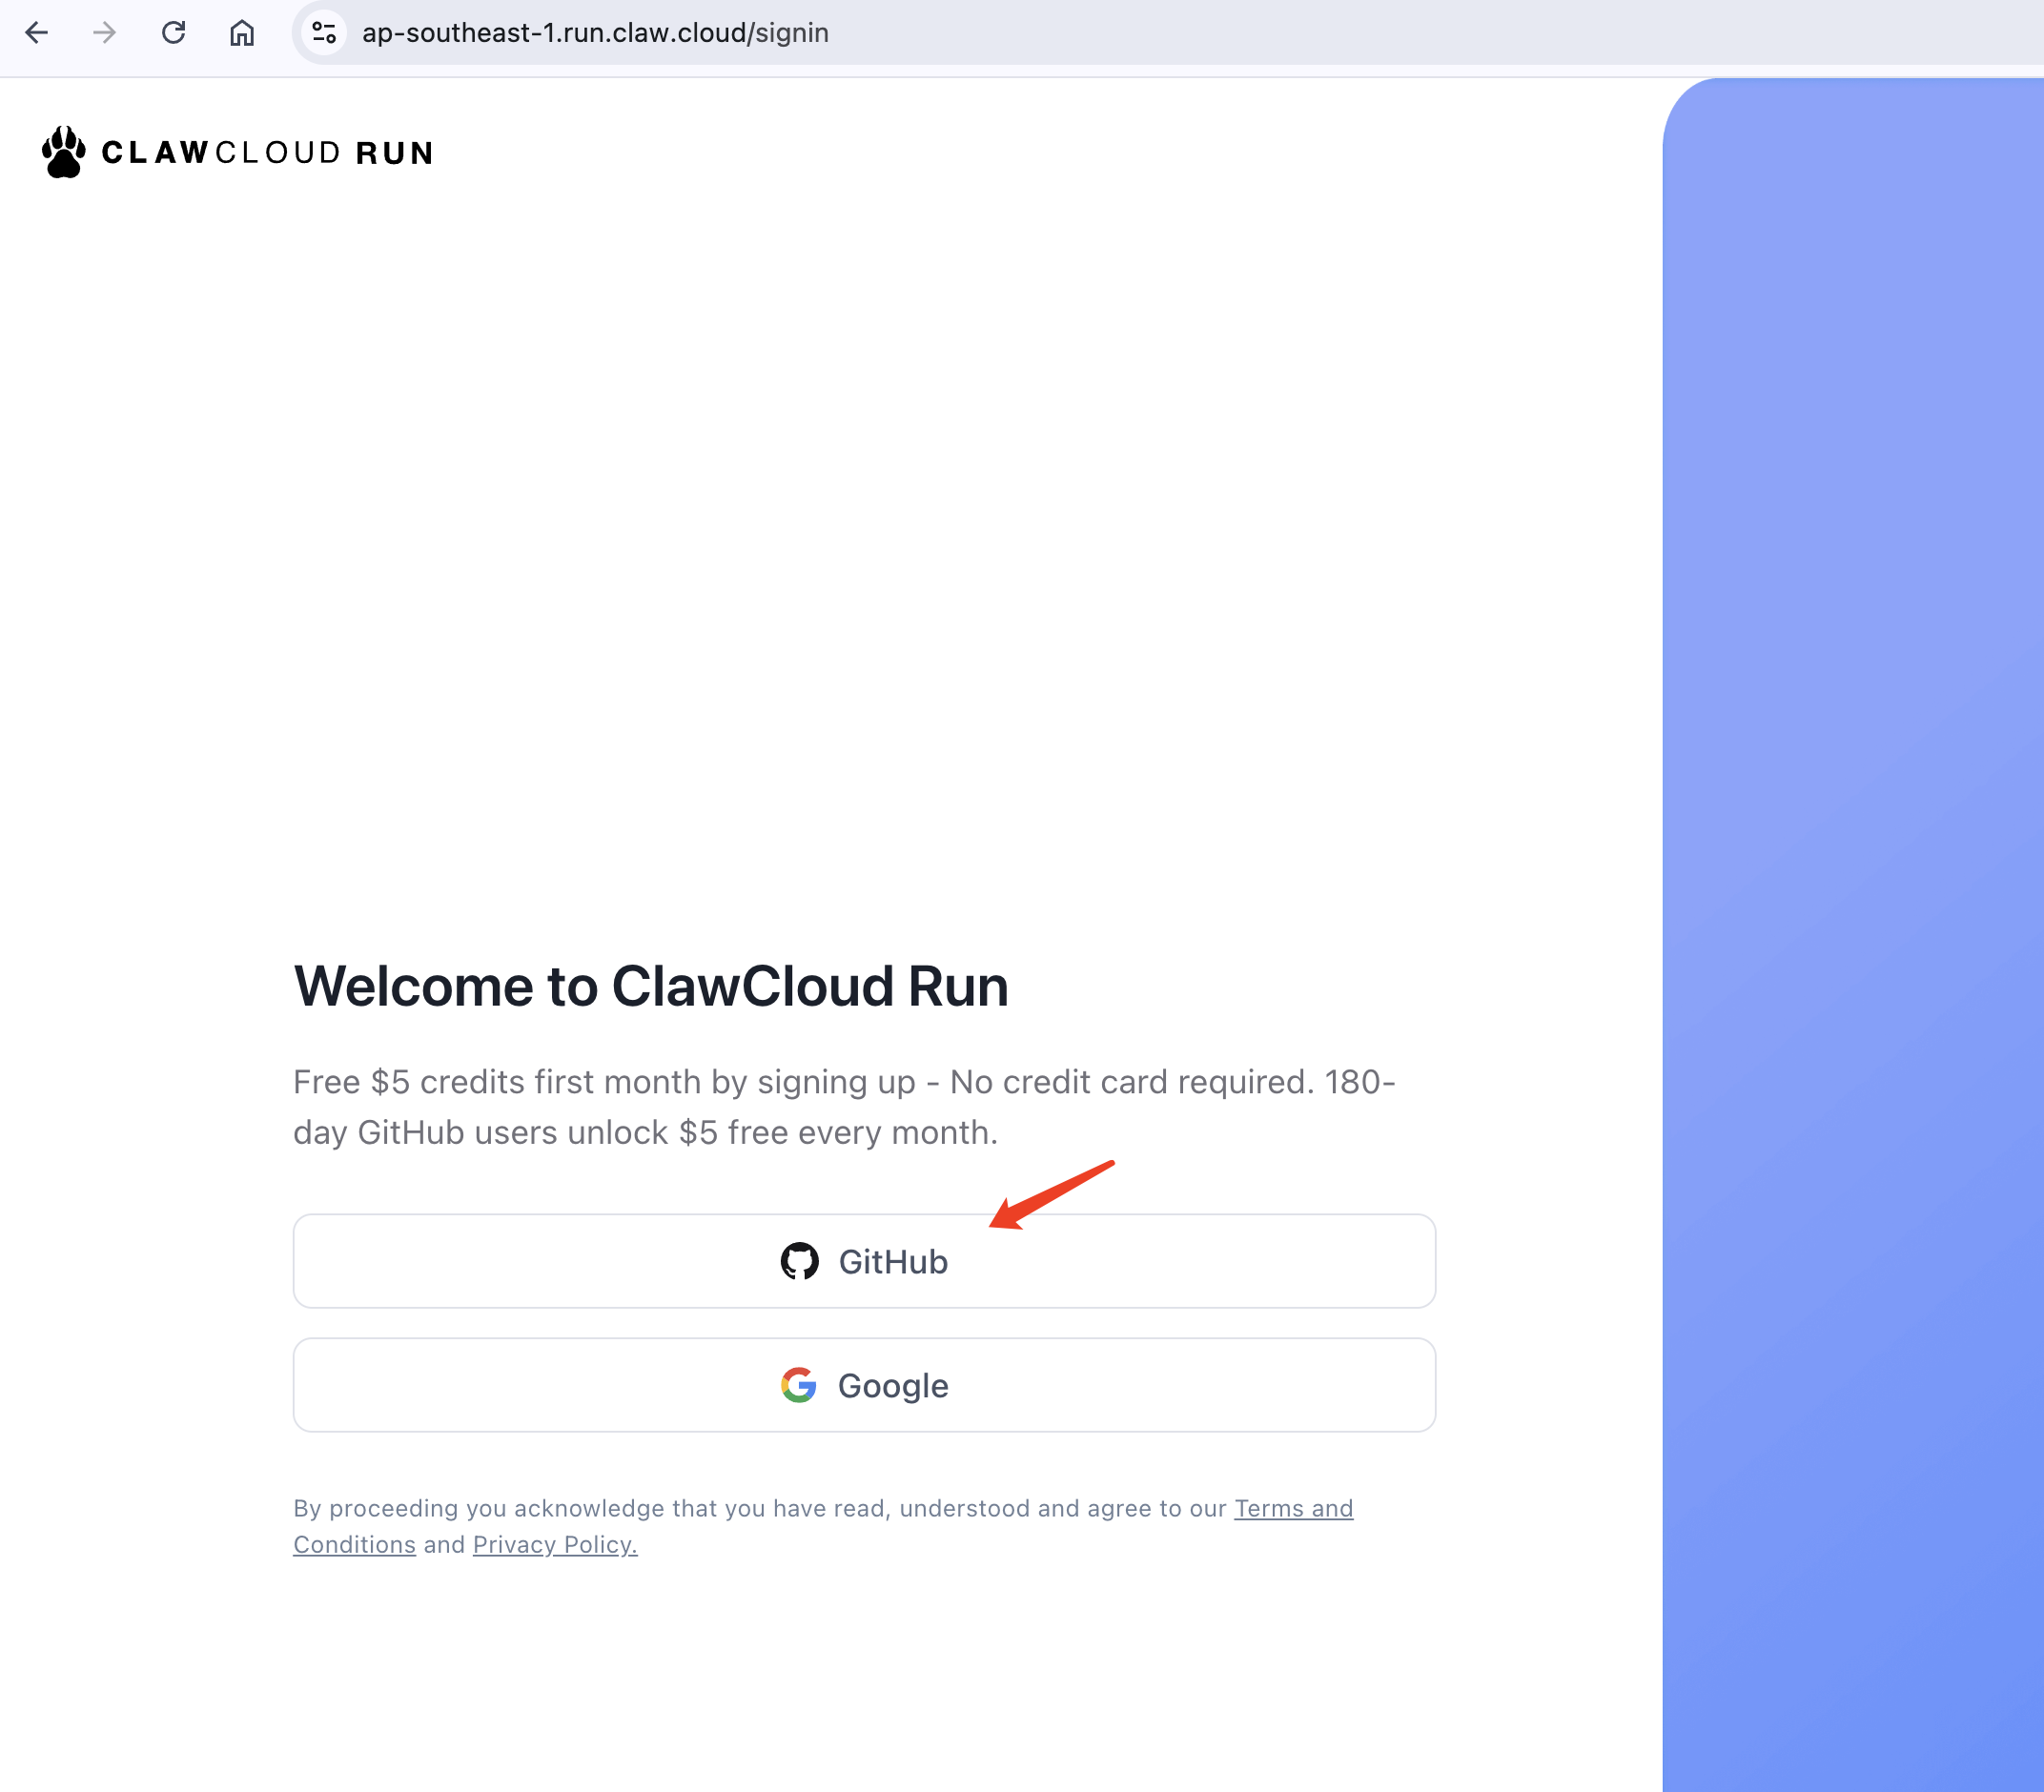 ap-southeast-1.run.claw.cloud/signin
CLAWCLOUD RUN
Welcome to ClawCloud Run
Free $5 credits first month by signing up - No credit card required. 180-
day GitHub users unlock $5 free every month.
GitHub
Google
By proceeding you acknowledge that you have read, understood and agree to our Terms and
Conditions and Privacy Policy.